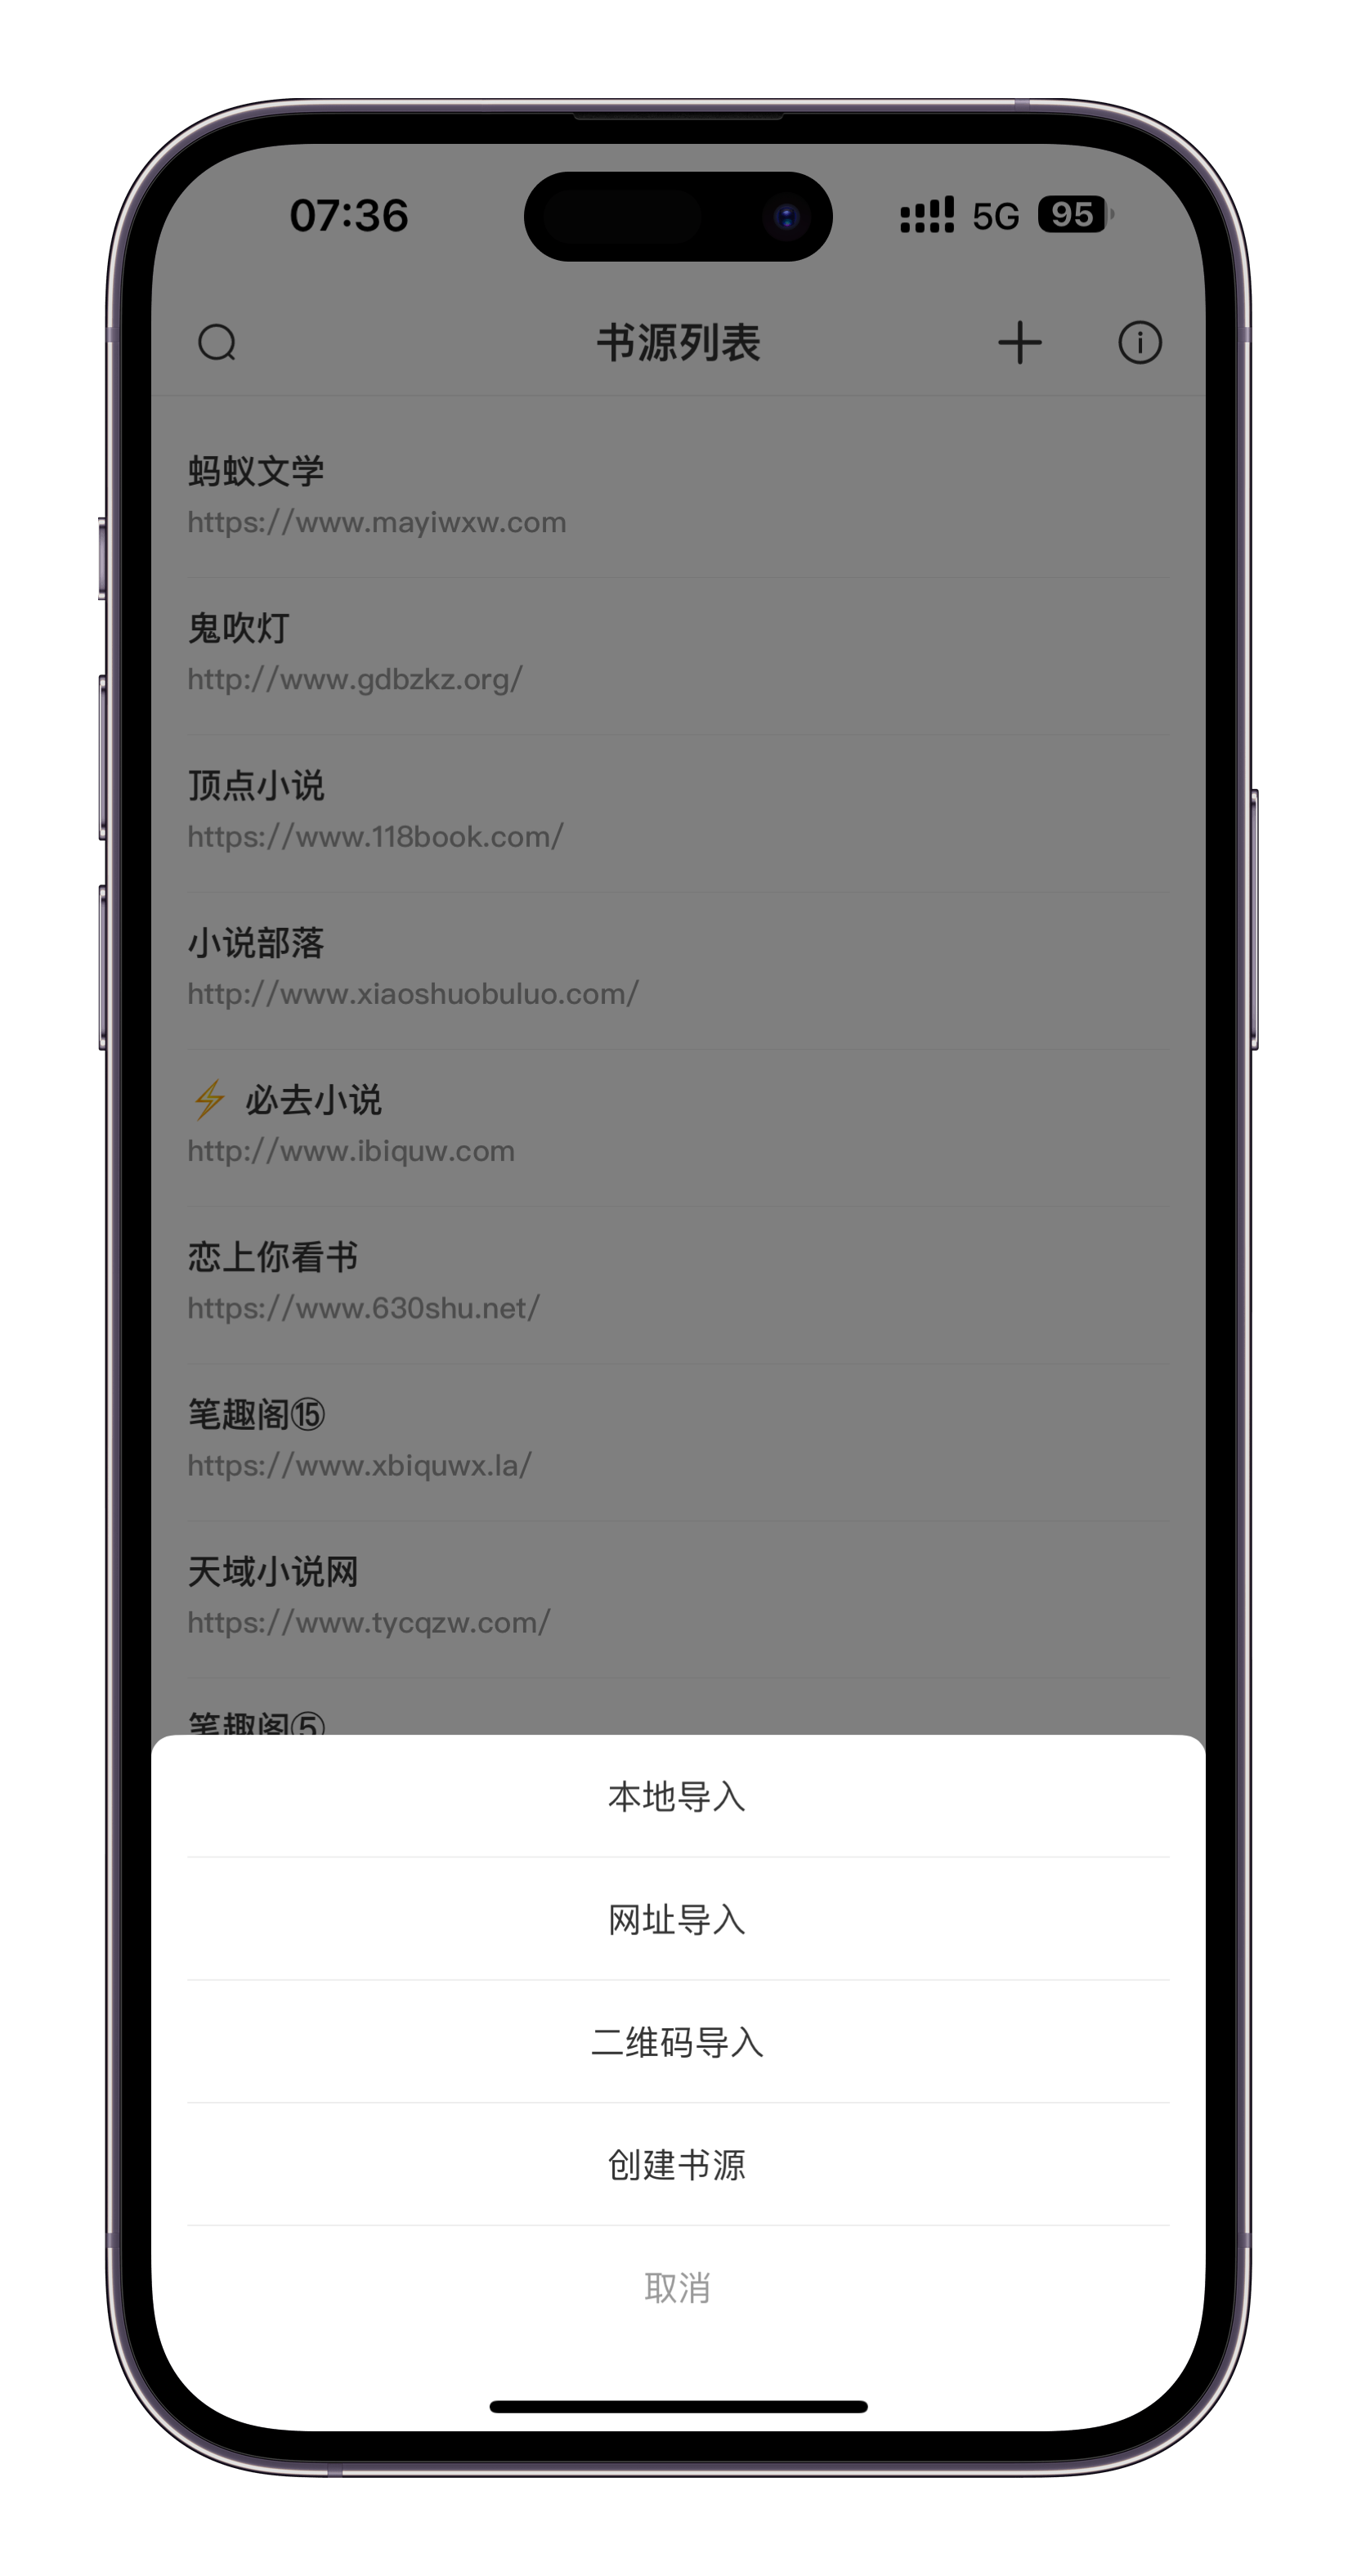 07:36
5G 95
书源列表
蚂蚁文学
https://www.mayiwxw.com
鬼吹灯
http://www.gdbzkz.org/
顶点小说
https://www.118book.com/
小说部落
http://www.xiaoshuobuluo.com/
⚡ 必去小说
http://www.ibiquw.com
恋上你看书
https://www.630shu.net/
笔趣阁⑮
https://www.xbiquwx.la/
天域小说网
https://www.tycqzw.com/
笔趣阁⑤
本地导入
网址导入
二维码导入
创建书源
取消